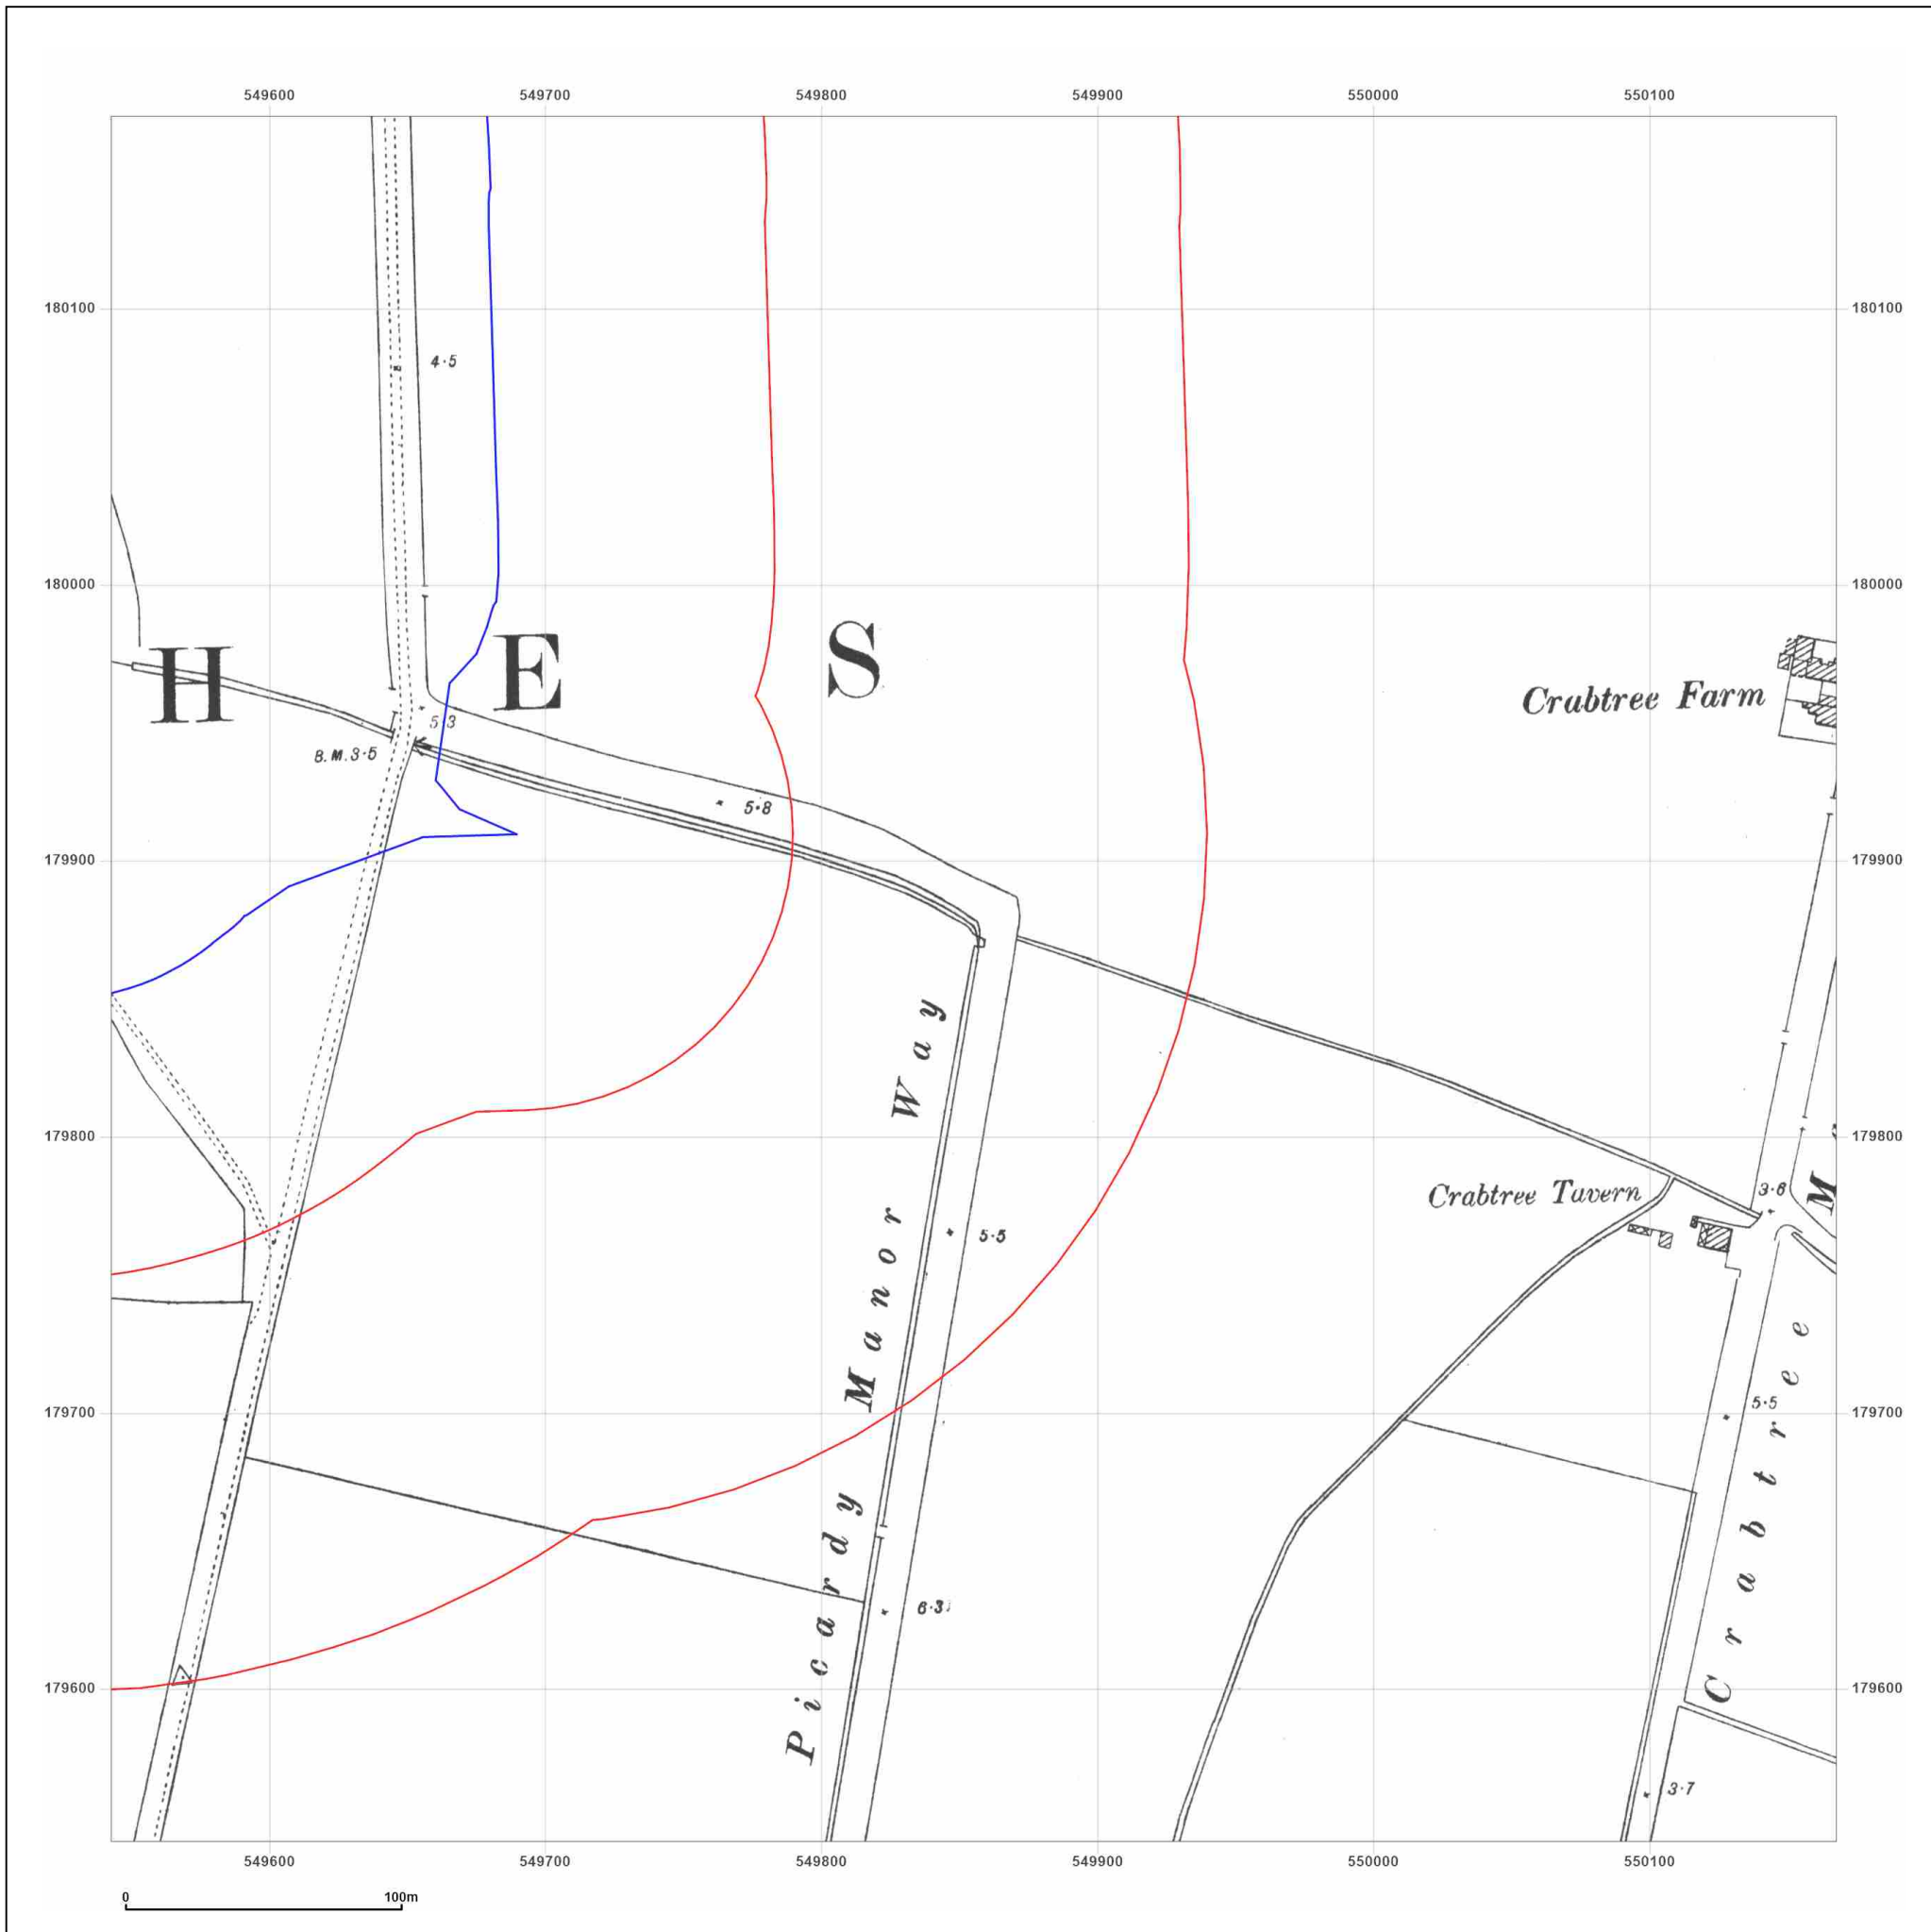 549600 549700 549800 549900 550000 550100
180100 180100
4·5
180000 180000
H E S
Crabtree Farm
5·3
B.M.3·5
5·8
179900 179900
179800 179800
Crabtree Tavern
3·6
M
5·5
Picardy Manor Way
Crabtree
5·5
179700 179700
6·3
179600 179600
3·7
549600 549700 549800 549900 550000 550100
0 100m